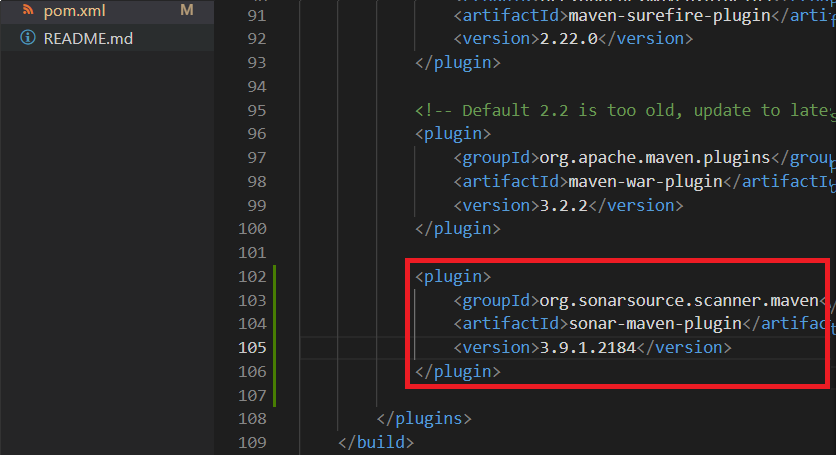 pom.xml M
README.md
91 <artifactId>maven-surefire-plugin</artif
92 <version>2.22.0</version>
93 </plugin>
94
95 <!-- Default 2.2 is too old, update to late
96 <plugin>
97 <groupId>org.apache.maven.plugins</group
98 <artifactId>maven-war-plugin</artifactI
99 <version>3.2.2</version>
100 </plugin>
101
102 <plugin>
103 <groupId>org.sonarsource.scanner.maven</
104 <artifactId>sonar-maven-plugin</artifact
105 <version>3.9.1.2184</version>
106 </plugin>
107
108 </plugins>
109 </build>